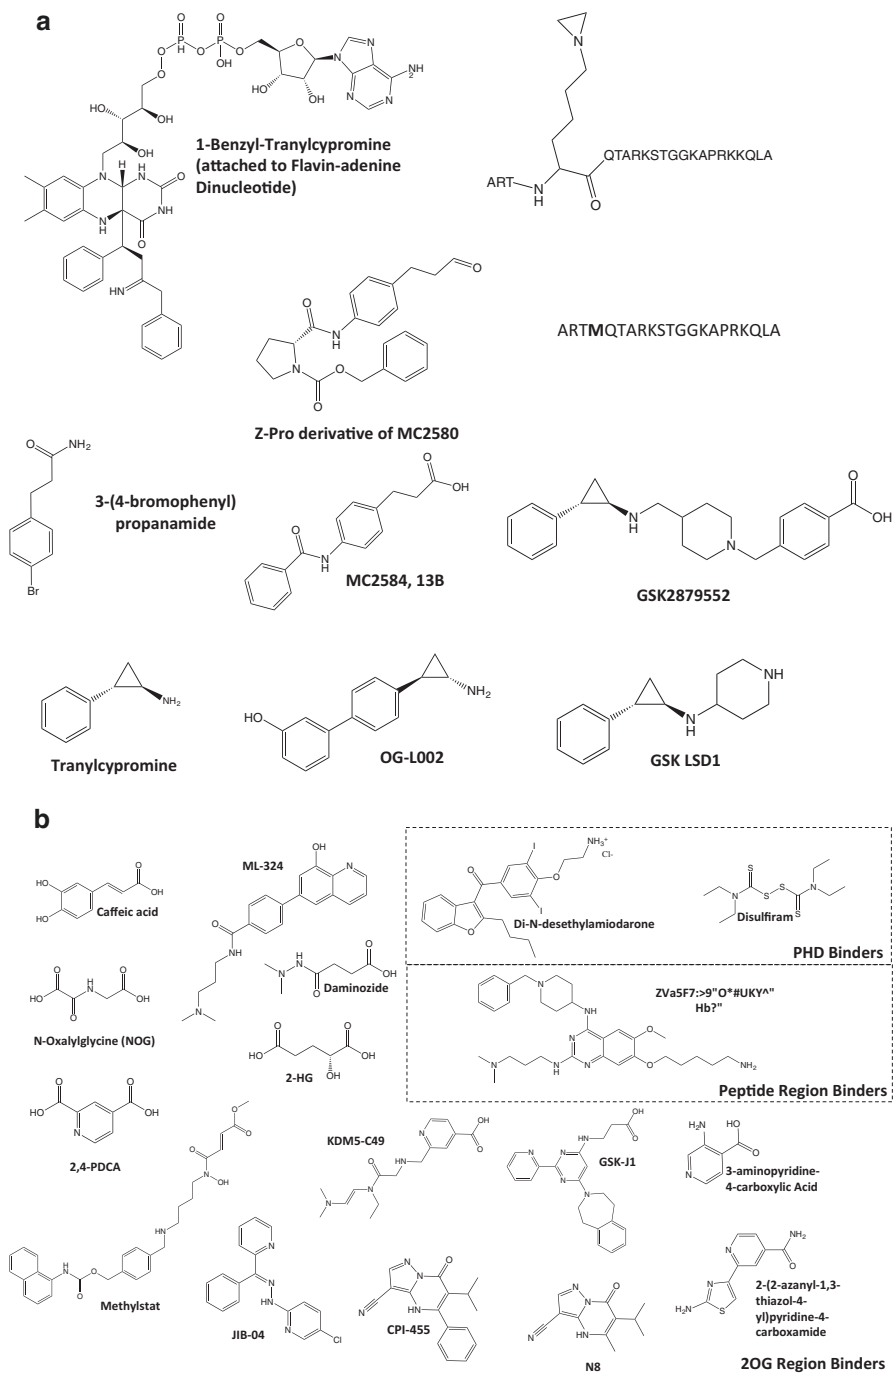 a
1-Benzyl-Tranylcypromine
(attached to Flavin-adenine
Dinucleotide)
QTARKSTGGKAPRKKQLA
ART
ARTMQTARKSTGGKAPRKQLA
Z-Pro derivative of MC2580
3-(4-bromophenyl)
propanamide
MC2584, 13B
GSK2879552
Tranylcypromine
OG-L002
GSK LSD1
b
Caffeic acid
ML-324
Di-N-desethylamiodarone
Disulfiram
PHD Binders
N-Oxalylglycine (NOG)
Daminozide
2-HG
ZVa5F7:>9"O*#UKY^"
Hb?"
Peptide Region Binders
2,4-PDCA
KDM5-C49
GSK-J1
3-aminopyridine-
4-carboxylic Acid
Methylstat
JIB-04
CPI-455
N8
2-(2-azanyl-1,3-
thiazol-4-
yl)pyridine-4-
carboxamide
2OG Region Binders